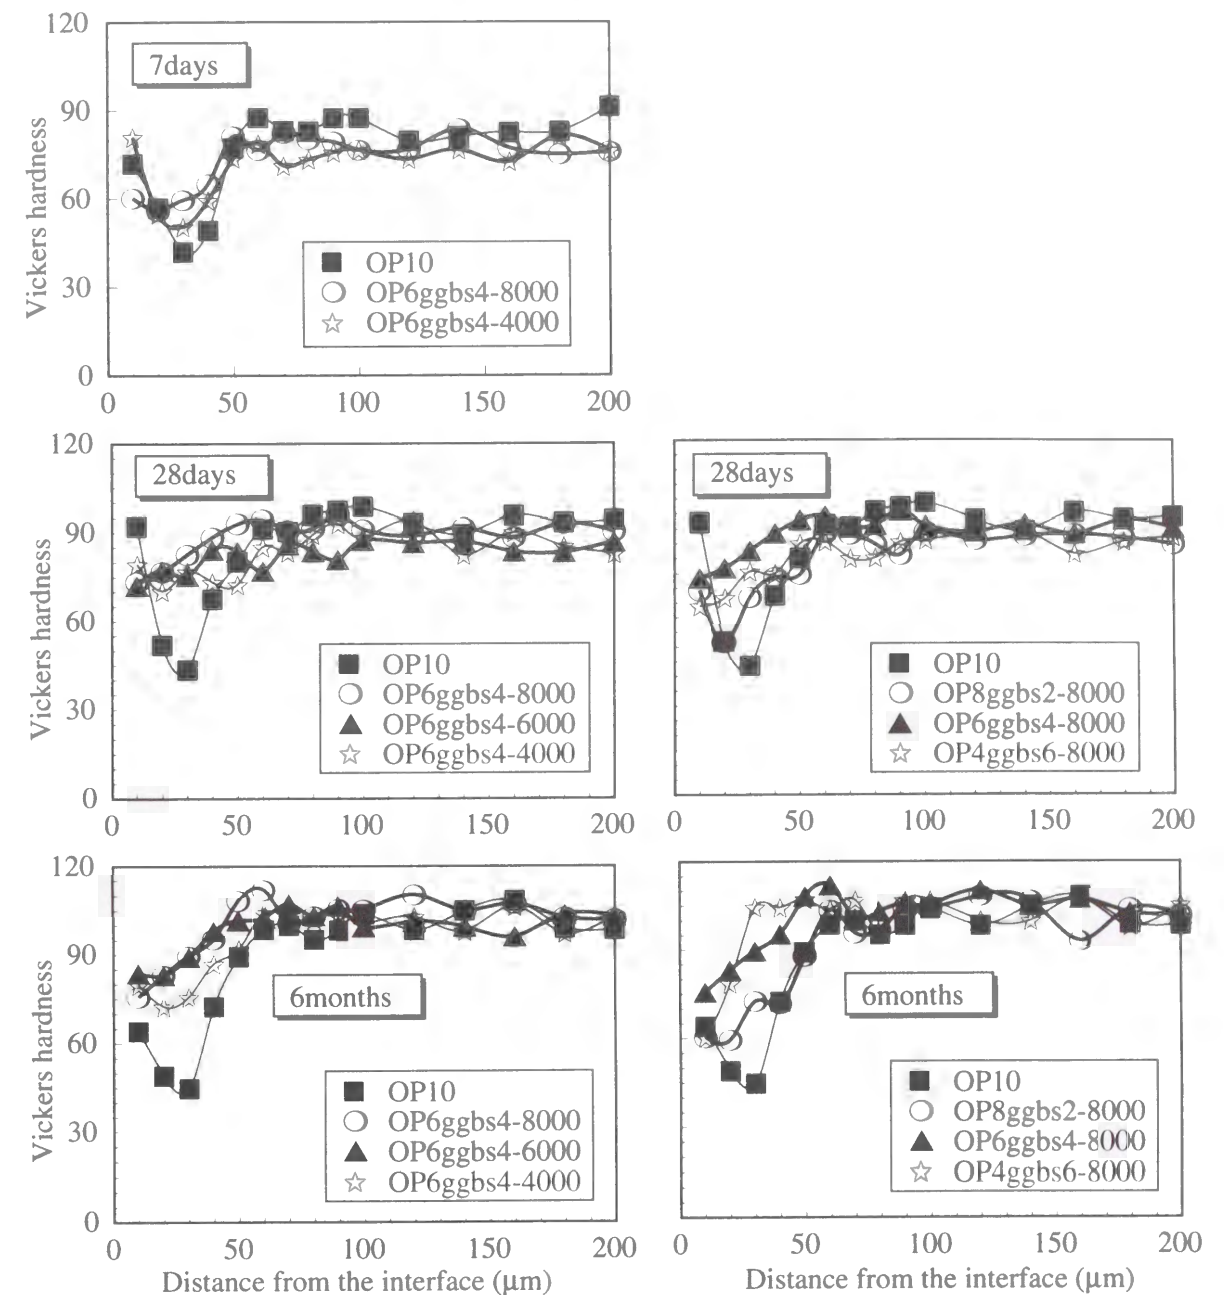 120
7days
90
60
30
0
Vickers hardness
OP10
OP6ggbs4-8000
OP6ggbs4-4000
0 50 100 150 200
120
28days
90
60
30
0
Vickers hardness
OP10
OP6ggbs4-8000
OP6ggbs4-6000
OP6ggbs4-4000
0 50 100 150 200
28days
OP10
OP8ggbs2-8000
OP6ggbs4-8000
OP4ggbs6-8000
0 50 100 150 200
120
90
60
30
0
Vickers hardness
6months
OP10
OP6ggbs4-8000
OP6ggbs4-6000
OP6ggbs4-4000
0 50 100 150 200
Distance from the interface (μm)
6months
OP10
OP8ggbs2-8000
OP6ggbs4-8000
OP4ggbs6-8000
0 50 100 150 200
Distance from the interface (μm)